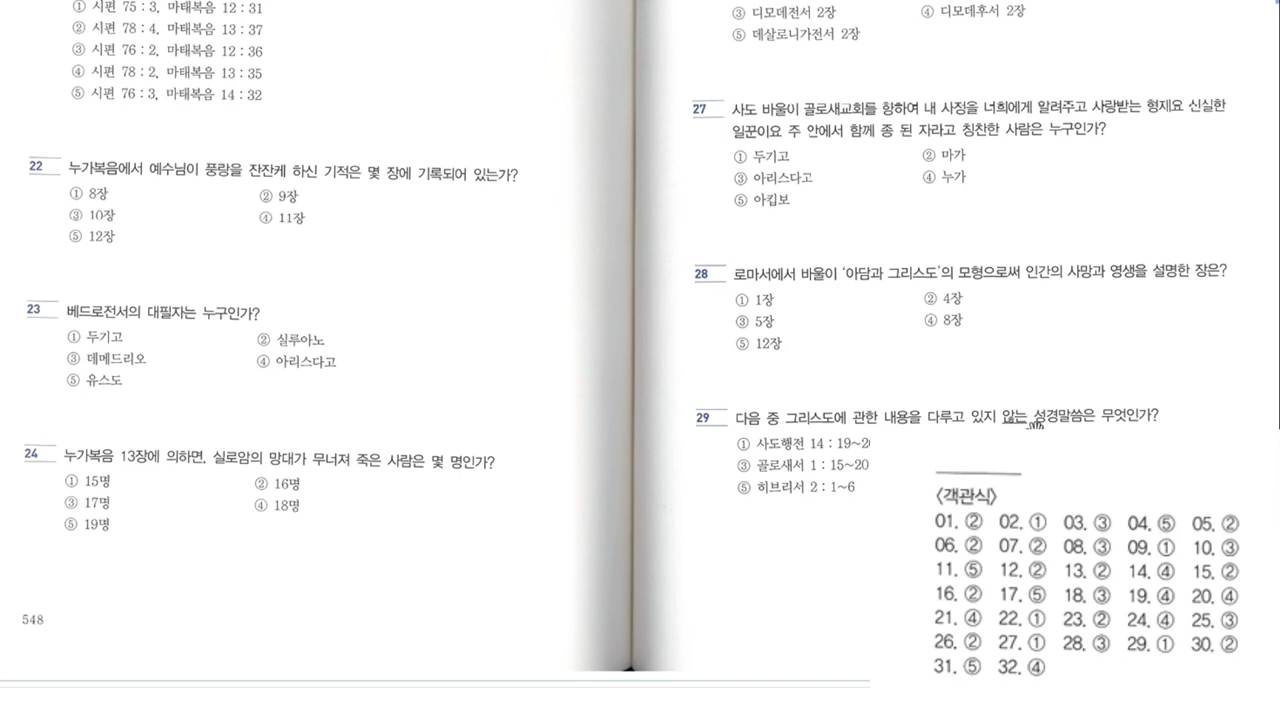 ① 시편 75 : 3, 마태복음 12 : 31
② 시편 78 : 4, 마태복음 13 : 37
③ 시편 76 : 2, 마태복음 12 : 36
④ 시편 78 : 2, 마태복음 13 : 35
⑤ 시편 76 : 3, 마태복음 14 : 32
22 누가복음에서 예수님이 풍랑을 잔잔케 하신 기적은 몇 장에 기록되어 있는가?
① 8장 ② 9장
③ 10장 ④ 11장
⑤ 12장
23 베드로전서의 대필자는 누구인가?
① 두기고 ② 실루아노
③ 데메드리오 ④ 아리스다고
⑤ 유스도
24 누가복음 13장에 의하면, 실로암의 망대가 무너져 죽은 사람은 몇 명인가?
① 15명 ② 16명
③ 17명 ④ 18명
⑤ 19명
548
③ 디모데전서 2장 ④ 디모데후서 2장
⑤ 데살로니가전서 2장
27 사도 바울이 골로새교회를 향하여 내 사정을 너희에게 알려주고 사랑받는 형제요 신실한
일꾼이요 주 안에서 함께 종 된 자라고 칭찬한 사람은 누구인가?
① 두기고 ② 마가
③ 아리스다고 ④ 누가
⑤ 아킵보
28 로마서에서 바울이 '아담과 그리스도'의 모형으로써 인간의 사망과 영생을 설명한 장은?
① 1장 ② 4장
③ 5장 ④ 8장
⑤ 12장
29 다음 중 그리스도에 관한 내용을 다루고 있지 않는 성경말씀은 무엇인가?
① 사도행전 14 : 19~20
③ 골로새서 1 : 15~20
⑤ 히브리서 2 : 1~6
〈객관식〉
01. ② 02. ① 03. ③ 04. ⑤ 05. ②
06. ② 07. ② 08. ③ 09. ① 10. ③
11. ⑤ 12. ② 13. ② 14. ④ 15. ②
16. ② 17. ⑤ 18. ③ 19. ④ 20. ④
21. ④ 22. ① 23. ② 24. ④ 25. ③
26. ② 27. ① 28. ③ 29. ① 30. ②
31. ⑤ 32. ④